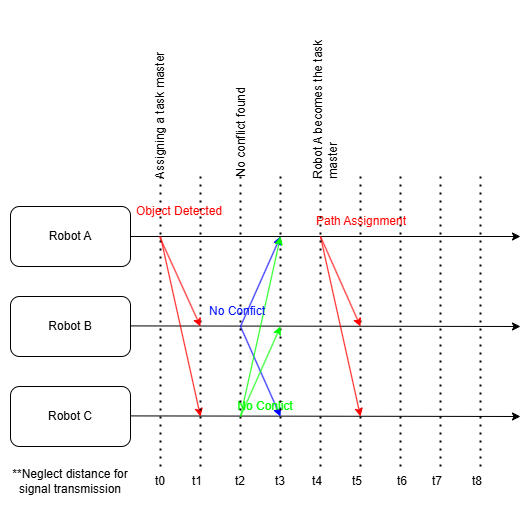 Assigning a task master
No conflict found
Robot A becomes the task
master
Object Detected
Path Assignment
Robot A
No Confict
Robot B
No Confict
Robot C
**Neglect distance for
signal transmission
t0 t1 t2 t3 t4 t5 t6 t7 t8